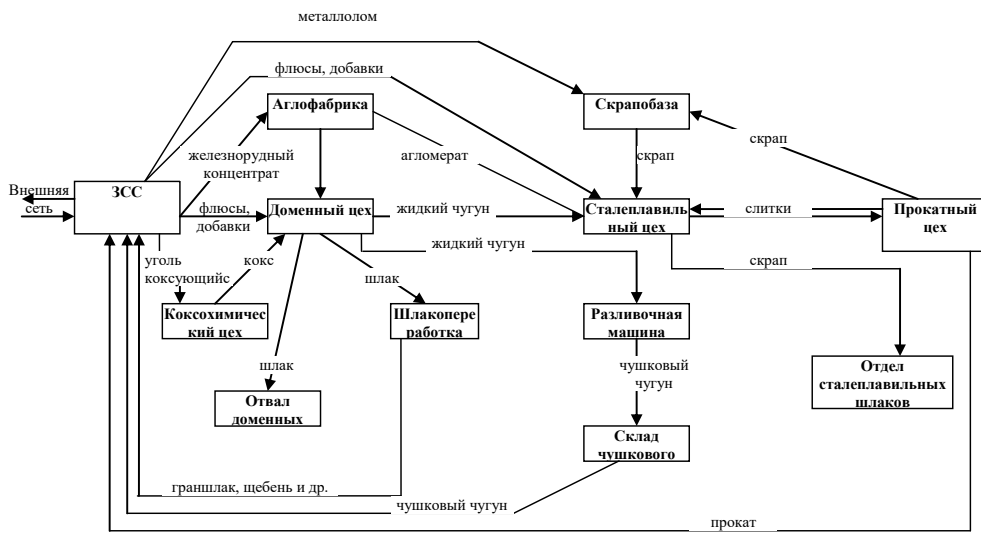 металлолом
флюсы, добавки
Аглофабрика
Скрапобаза
скрап
железнорудный
концентрат
агломерат
скрап
Внешняя
сеть
ЗСС
флюсы,
добавки
Доменный цех
жидкий чугун
Сталеплавиль
ный цех
слитки
Прокатный
цех
жидкий чугун
уголь
коксующийс
кокс
шлак
скрап
Коксохимичес
кий цех
Шлакопере
работка
Разливочная
машина
шлак
чушковый
чугун
Отдел
сталеплавильных
шлаков
Отвал
доменных
Склад
чушкового
граншлак, щебень и др.
чушковый чугун
прокат